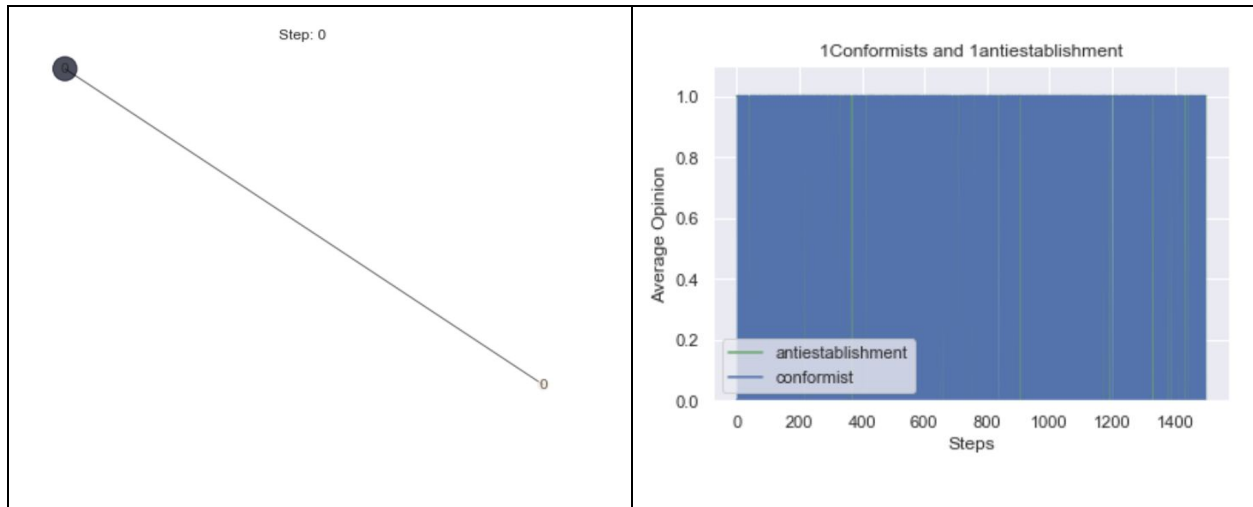 Step: 0
0
0
1Conformists and 1antiestablishment
Average Opinion
1.0
0.8
0.6
0.4
0.2
0.0
antiestablishment
conformist
0 200 400 600 800 1000 1200 1400
Steps